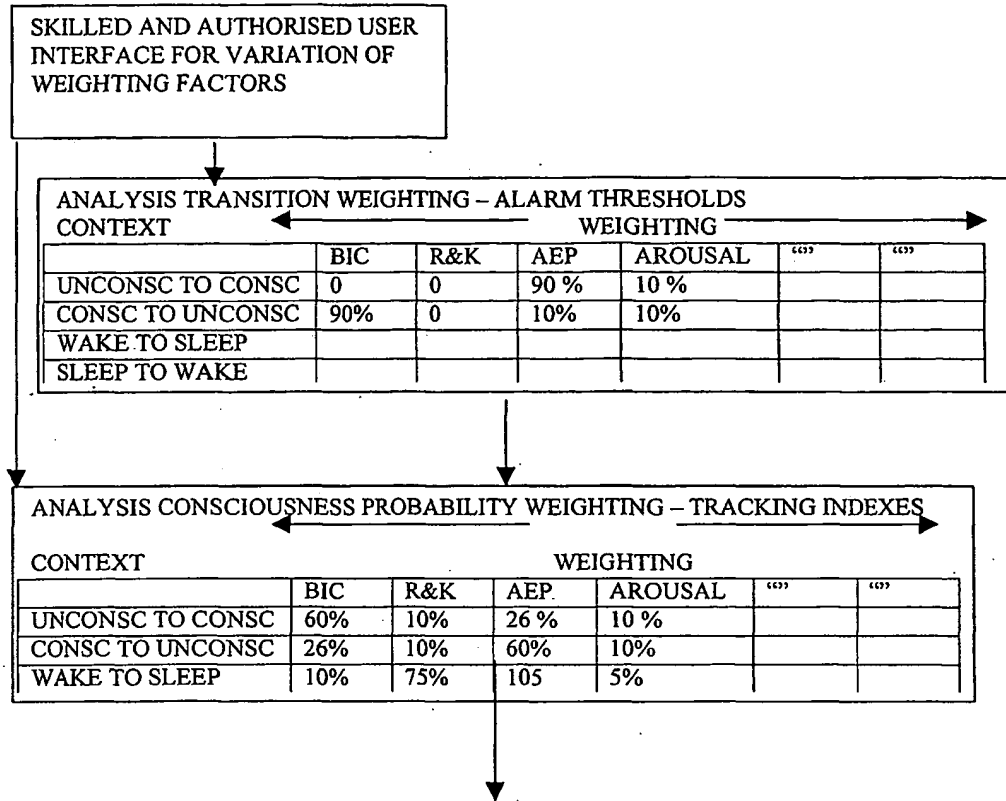 SKILLED AND AUTHORISED USER
INTERFACE FOR VARIATION OF
WEIGHTING FACTORS
ANALYSIS TRANSITION WEIGHTING – ALARM THRESHOLDS
CONTEXT WEIGHTING
BIC R&K AEP AROUSAL “” “”
UNCONSC TO CONSC 0 0 90 % 10 %
CONSC TO UNCONSC 90% 0 10% 10%
WAKE TO SLEEP
SLEEP TO WAKE
ANALYSIS CONSCIOUSNESS PROBABILITY WEIGHTING – TRACKING INDEXES
CONTEXT WEIGHTING
BIC R&K AEP AROUSAL “” “”
UNCONSC TO CONSC 60% 10% 26 % 10 %
CONSC TO UNCONSC 26% 10% 60% 10%
WAKE TO SLEEP 10% 75% 105 5%